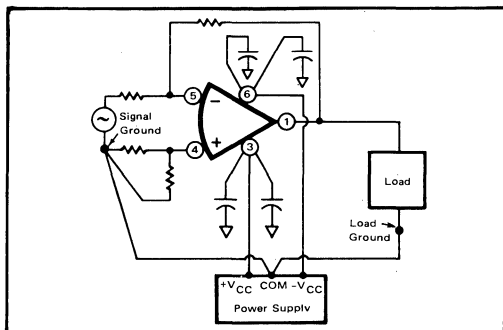 6
5
−
Signal
Ground
1
+
4
3
Load
Load
Ground
+VCC COM −VCC
Power Supply